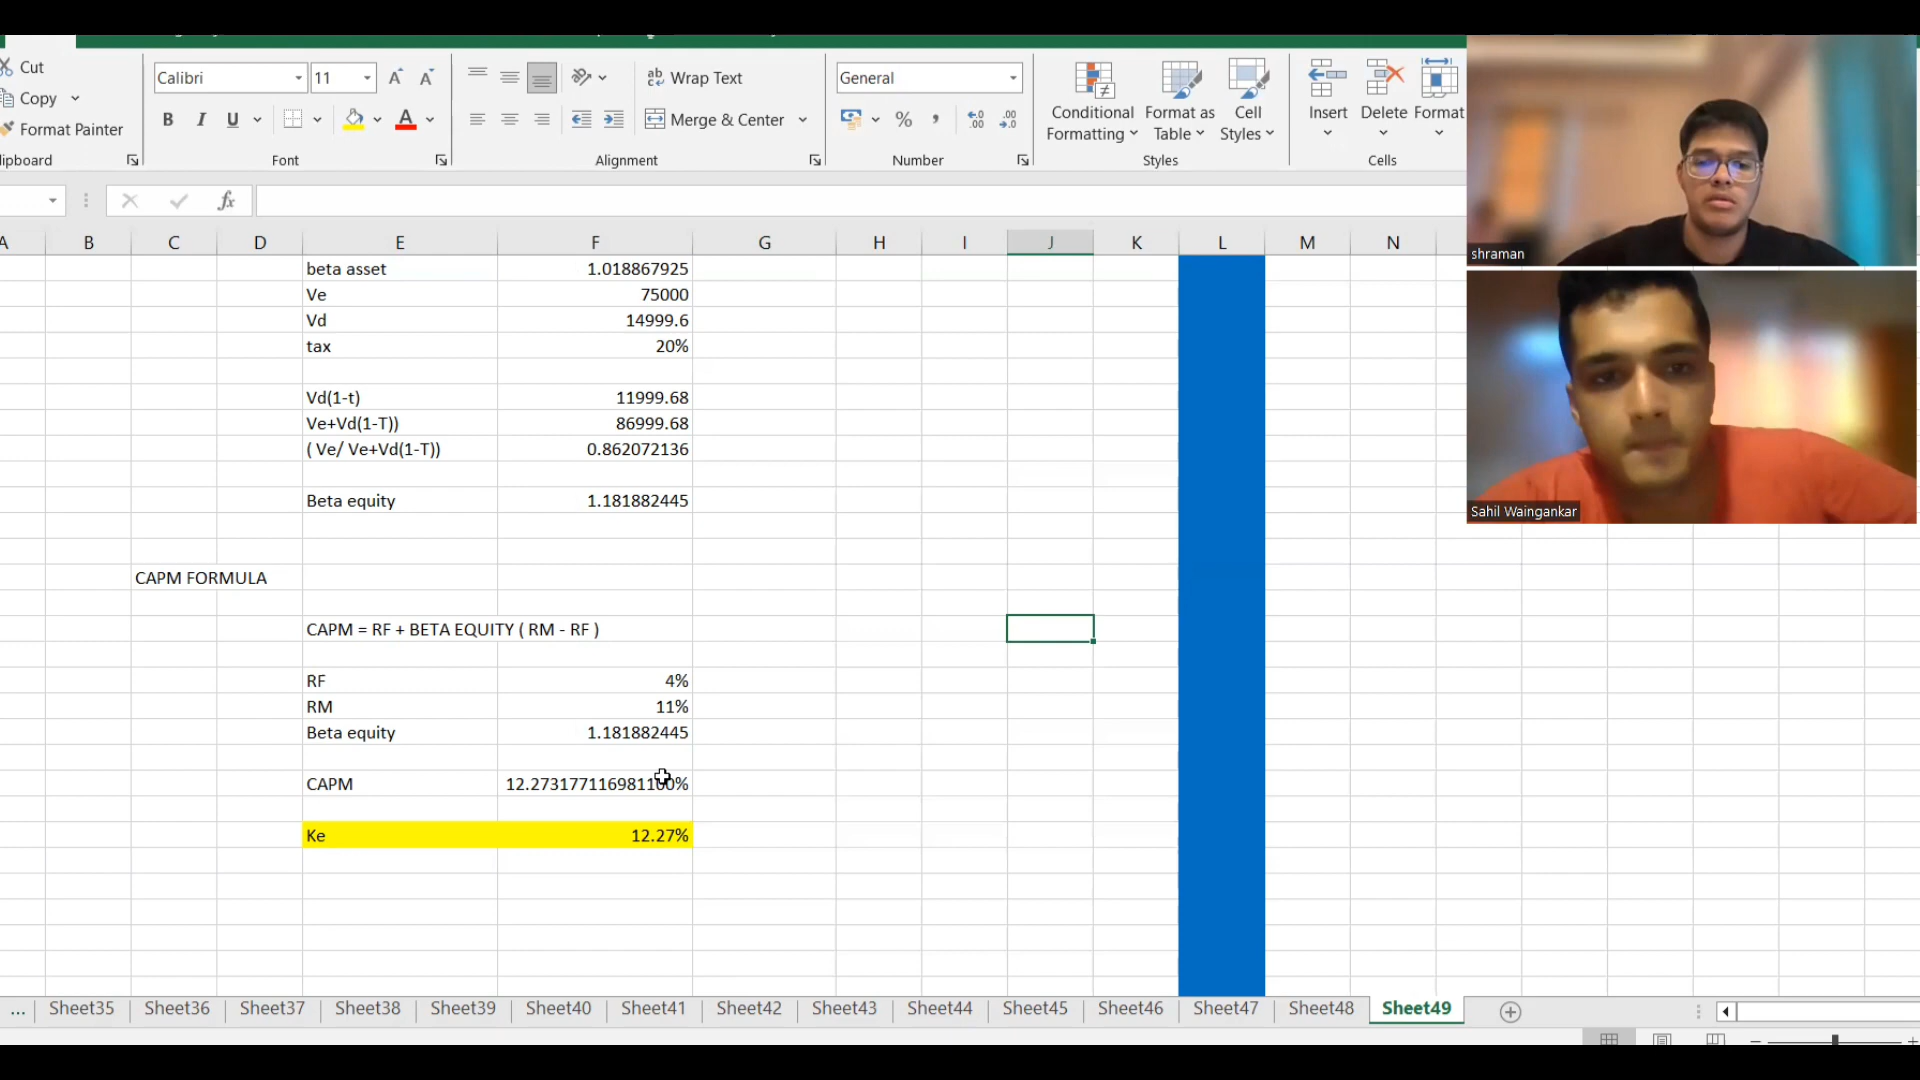 Cut
Copy
Format Painter
lipboard
Calibri
11
A A
B I U
A
Font
ab Wrap Text
Merge & Center
Alignment
General
% ,
Number
Conditional Formatting
Format as Table
Cell Styles
Styles
Insert
Delete
Format
Cells
fx
A B C D E F G H I J K L M N
beta asset 1.018867925
Ve 75000
Vd 14999.6
tax 20%
Vd(1-t) 11999.68
Ve+Vd(1-T)) 86999.68
( Ve/ Ve+Vd(1-T)) 0.862072136
Beta equity 1.181882445
CAPM FORMULA
CAPM = RF + BETA EQUITY ( RM - RF )
RF 4%
RM 11%
Beta equity 1.181882445
CAPM 12.273177116981100%
Ke 12.27%
... Sheet35 Sheet36 Sheet37 Sheet38 Sheet39 Sheet40 Sheet41 Sheet42 Sheet43 Sheet44 Sheet45 Sheet46 Sheet47 Sheet48 Sheet49
shraman
Sahil Waingankar